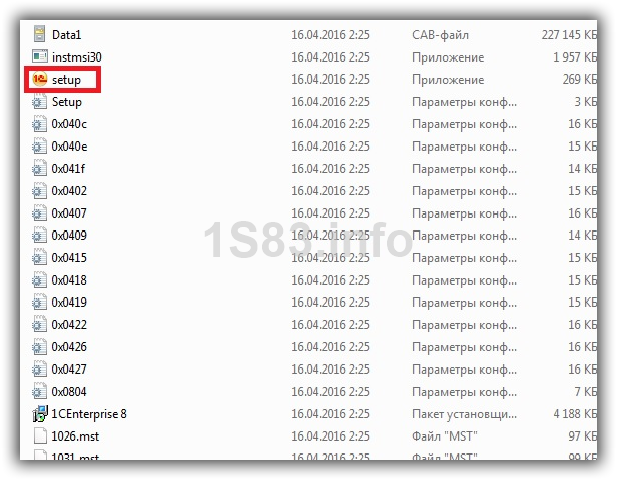 Data1 16.04.2016 2:25 CAB-файл 227 145 КБ
instmsi30 16.04.2016 2:25 Приложение 1 957 КБ
setup 16.04.2016 2:25 Приложение 269 КБ
Setup 16.04.2016 2:25 Параметры конф... 3 КБ
0x040c 16.04.2016 2:25 Параметры конф... 16 КБ
0x040e 16.04.2016 2:25 Параметры конф... 15 КБ
0x041f 16.04.2016 2:25 Параметры конф... 14 КБ
0x0402 16.04.2016 2:25 Параметры конф... 15 КБ
0x0407 16.04.2016 2:25 Параметры конф... 16 КБ
0x0409 16.04.2016 2:25 Параметры конф... 14 КБ
1S83.info
0x0415 16.04.2016 2:25 Параметры конф... 15 КБ
0x0418 16.04.2016 2:25 Параметры конф... 15 КБ
0x0419 16.04.2016 2:25 Параметры конф... 15 КБ
0x0422 16.04.2016 2:25 Параметры конф... 16 КБ
0x0426 16.04.2016 2:25 Параметры конф... 15 КБ
0x0427 16.04.2016 2:25 Параметры конф... 16 КБ
0x0804 16.04.2016 2:25 Параметры конф... 7 КБ
1CEnterprise 8 16.04.2016 2:25 Пакет установщи... 4 188 КБ
1026.mst 16.04.2016 2:25 Файл "MST" 97 КБ
1031.mst 16.04.2016 2:25 Файл "MST" 99 КБ